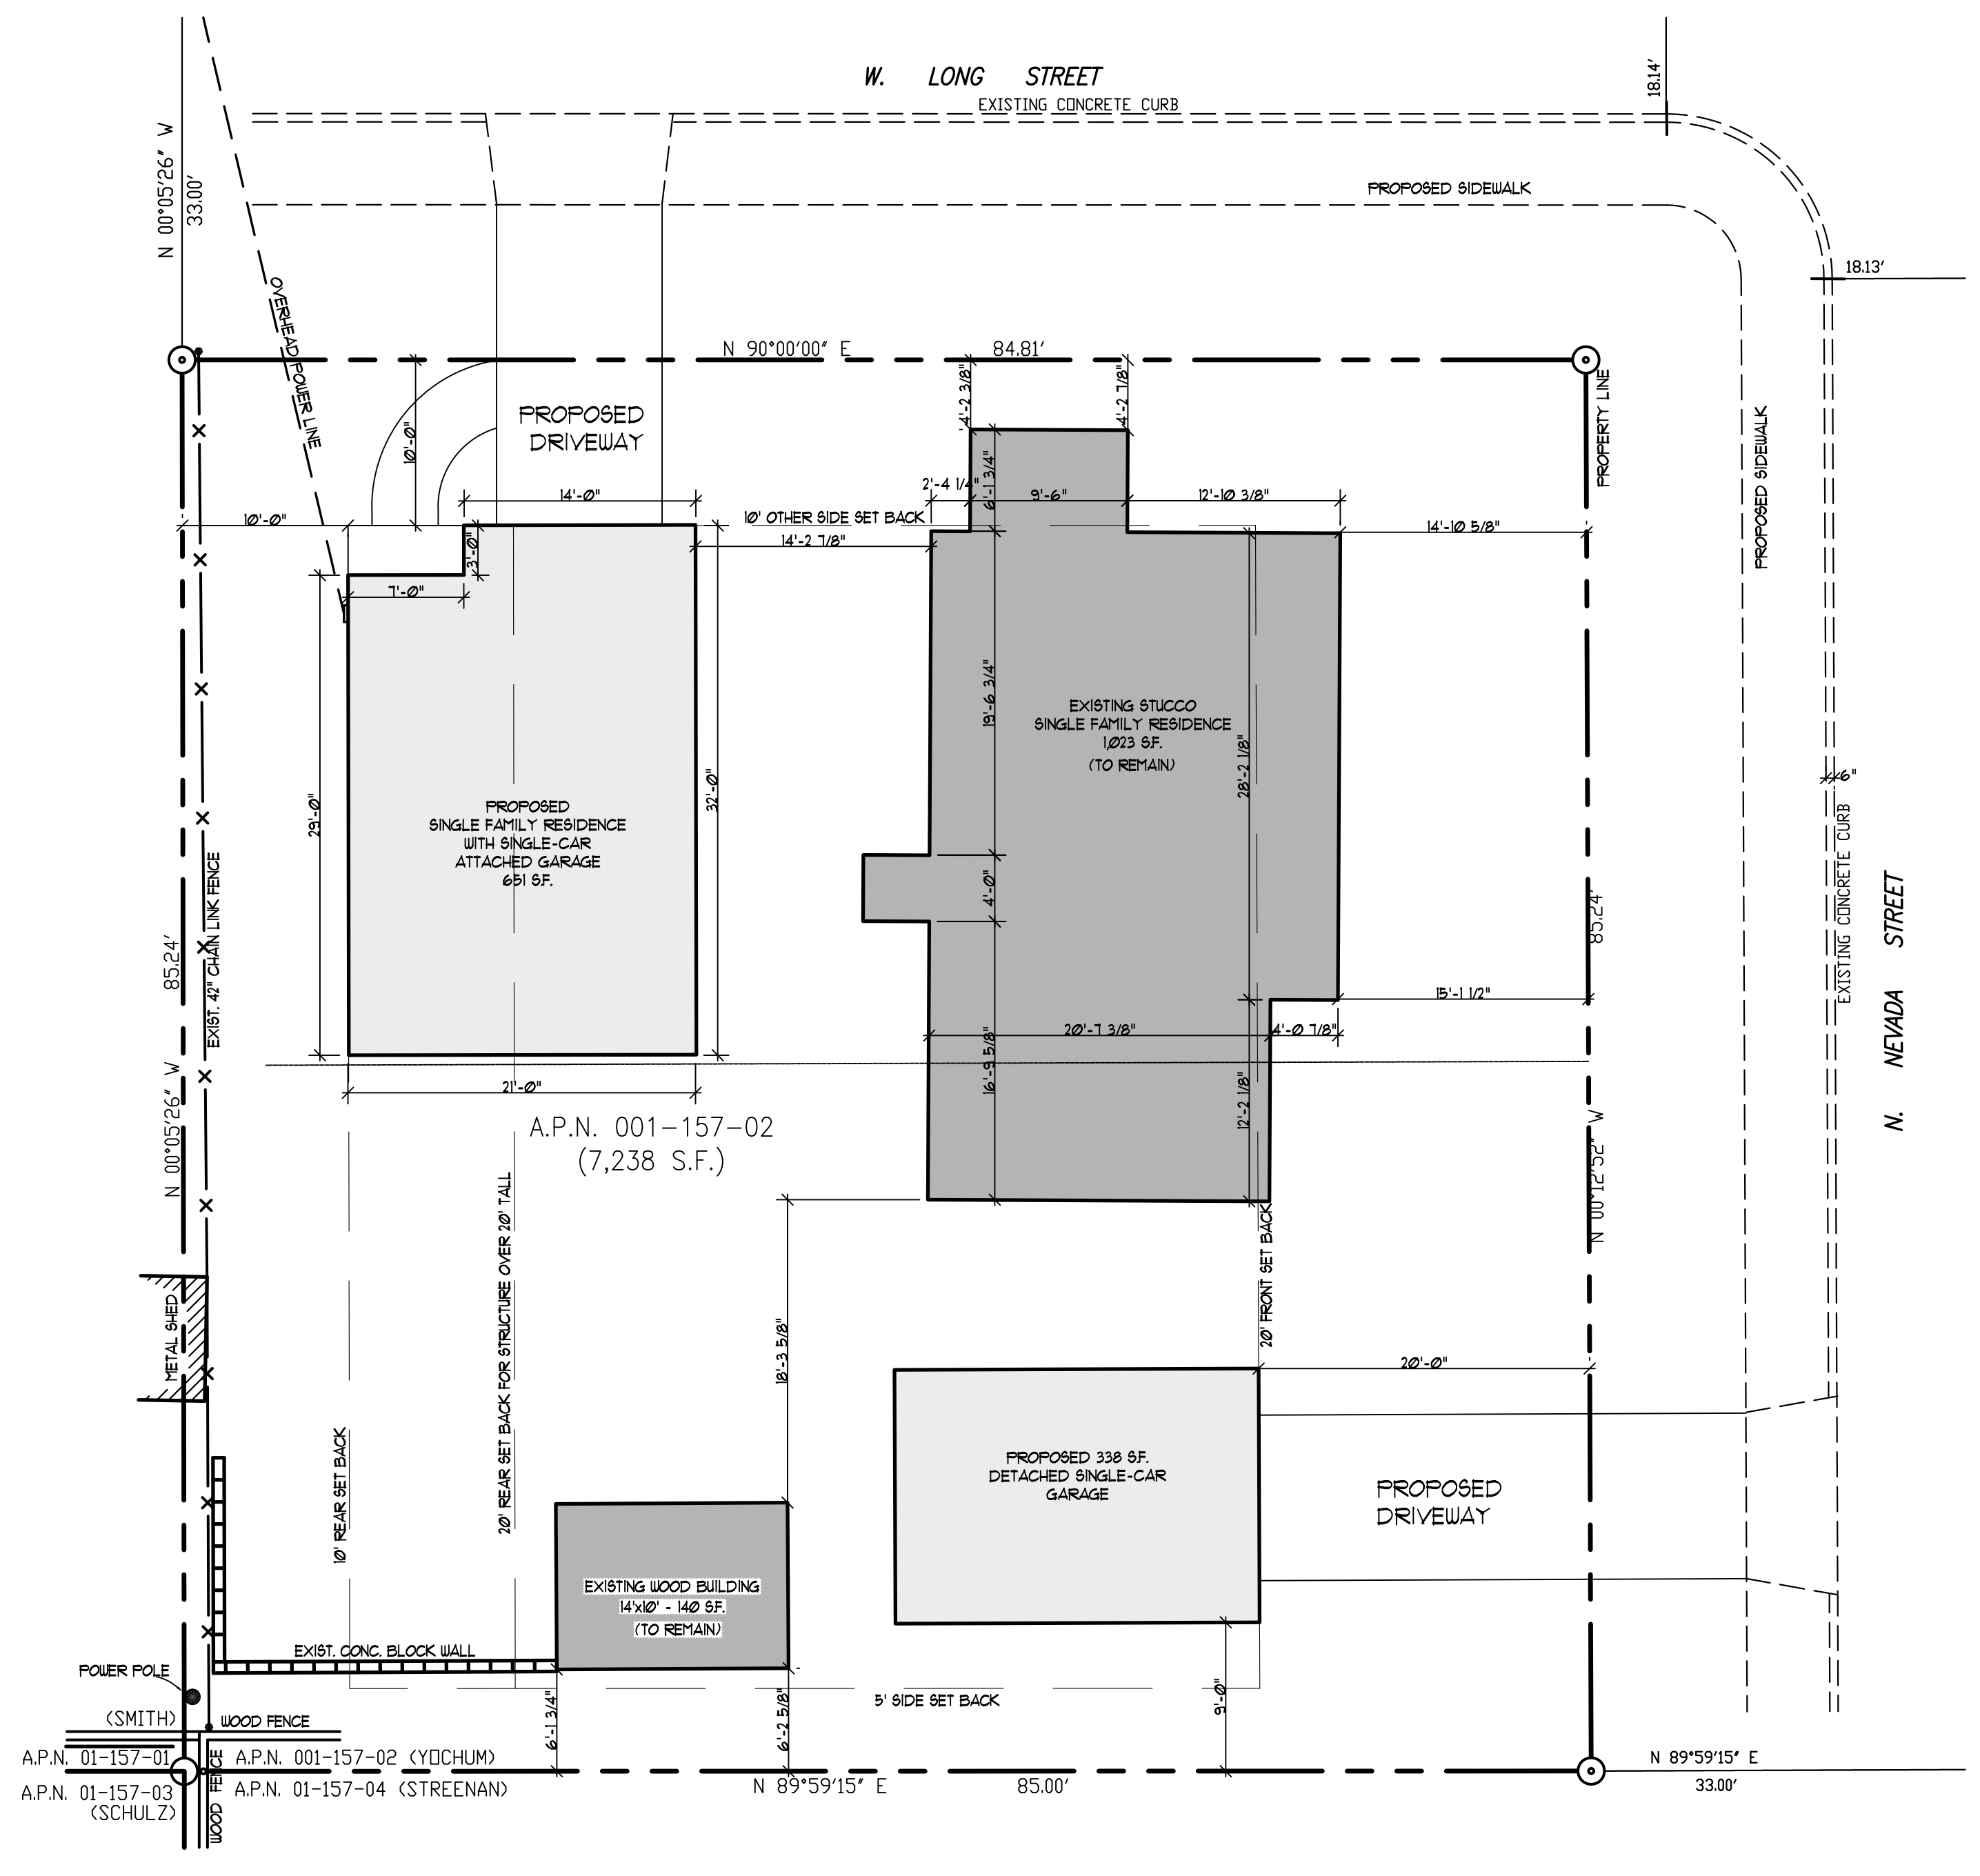 W. LONG STREET
EXISTING CONCRETE CURB
18.14'
N 00°05'26" W
33.00'
PROPOSED SIDEWALK
18.13'
OVERHEAD POWER LINE
N 90°00'00" E
84.81'
PROPERTY LINE
PROPOSED SIDEWALK
4'-2 3/8"
4'-2 7/8"
PROPOSED
DRIVEWAY
10'-0"
6'-1 3/4"
2'-4 1/4"
9'-6"
12'-10 3/8"
14'-0"
10'-0"
10' OTHER SIDE SET BACK
14'-2 7/8"
14'-10 5/8"
3'-0"
7'-0"
19'-6 3/4"
EXISTING STUCCO
SINGLE FAMILY RESIDENCE
1,023 S.F.
(TO REMAIN)
28'-2 1/8"
6"
29'-0"
32'-0"
PROPOSED
SINGLE FAMILY RESIDENCE
WITH SINGLE-CAR
ATTACHED GARAGE
651 S.F.
4'-0"
EXIST. 42" CHAIN LINK FENCE
85.24'
N 00°05'26" W
85.24'
N 00°12'52" W
EXISTING CONCRETE CURB
N. NEVADA STREET
15'-1 1/2"
20'-7 3/8"
4'-0 7/8"
16'-9 5/8"
12'-2 1/8"
21'-0"
A.P.N. 001-157-02
(7,238 S.F.)
20' REAR SET BACK FOR STRUCTURE OVER 20' TALL
20' FRONT SET BACK
METAL SHED
18'-3 5/8"
20'-0"
10' REAR SET BACK
PROPOSED 338 S.F.
DETACHED SINGLE-CAR
GARAGE
PROPOSED
DRIVEWAY
EXISTING WOOD BUILDING
14'x10' - 140 S.F.
(TO REMAIN)
EXIST. CONC. BLOCK WALL
POWER POLE
5' SIDE SET BACK
6'-1 3/4"
6'-2 5/8"
9'-0"
(SMITH)
WOOD FENCE
A.P.N. 01-157-01
A.P.N. 001-157-02 (YOCHUM)
A.P.N. 01-157-03
(SCHULZ)
WOOD FENCE
A.P.N. 01-157-04 (STREENAN)
N 89°59'15" E
85.00'
N 89°59'15" E
33.00'